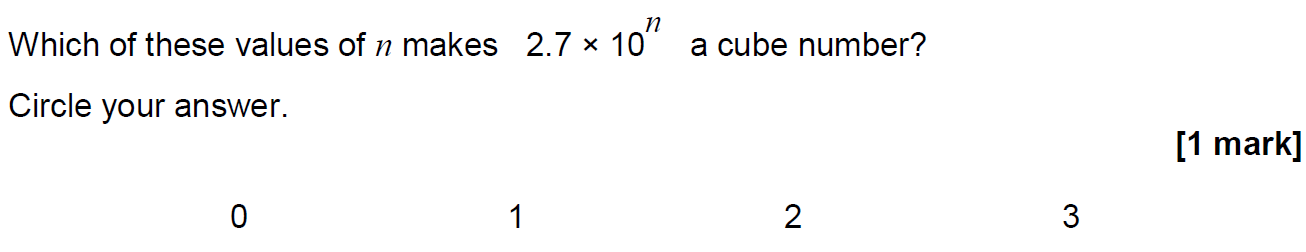 Which of these values of n makes 2.7 × 10ⁿ a cube number?
Circle your answer.
[1 mark]
0 1 2 3